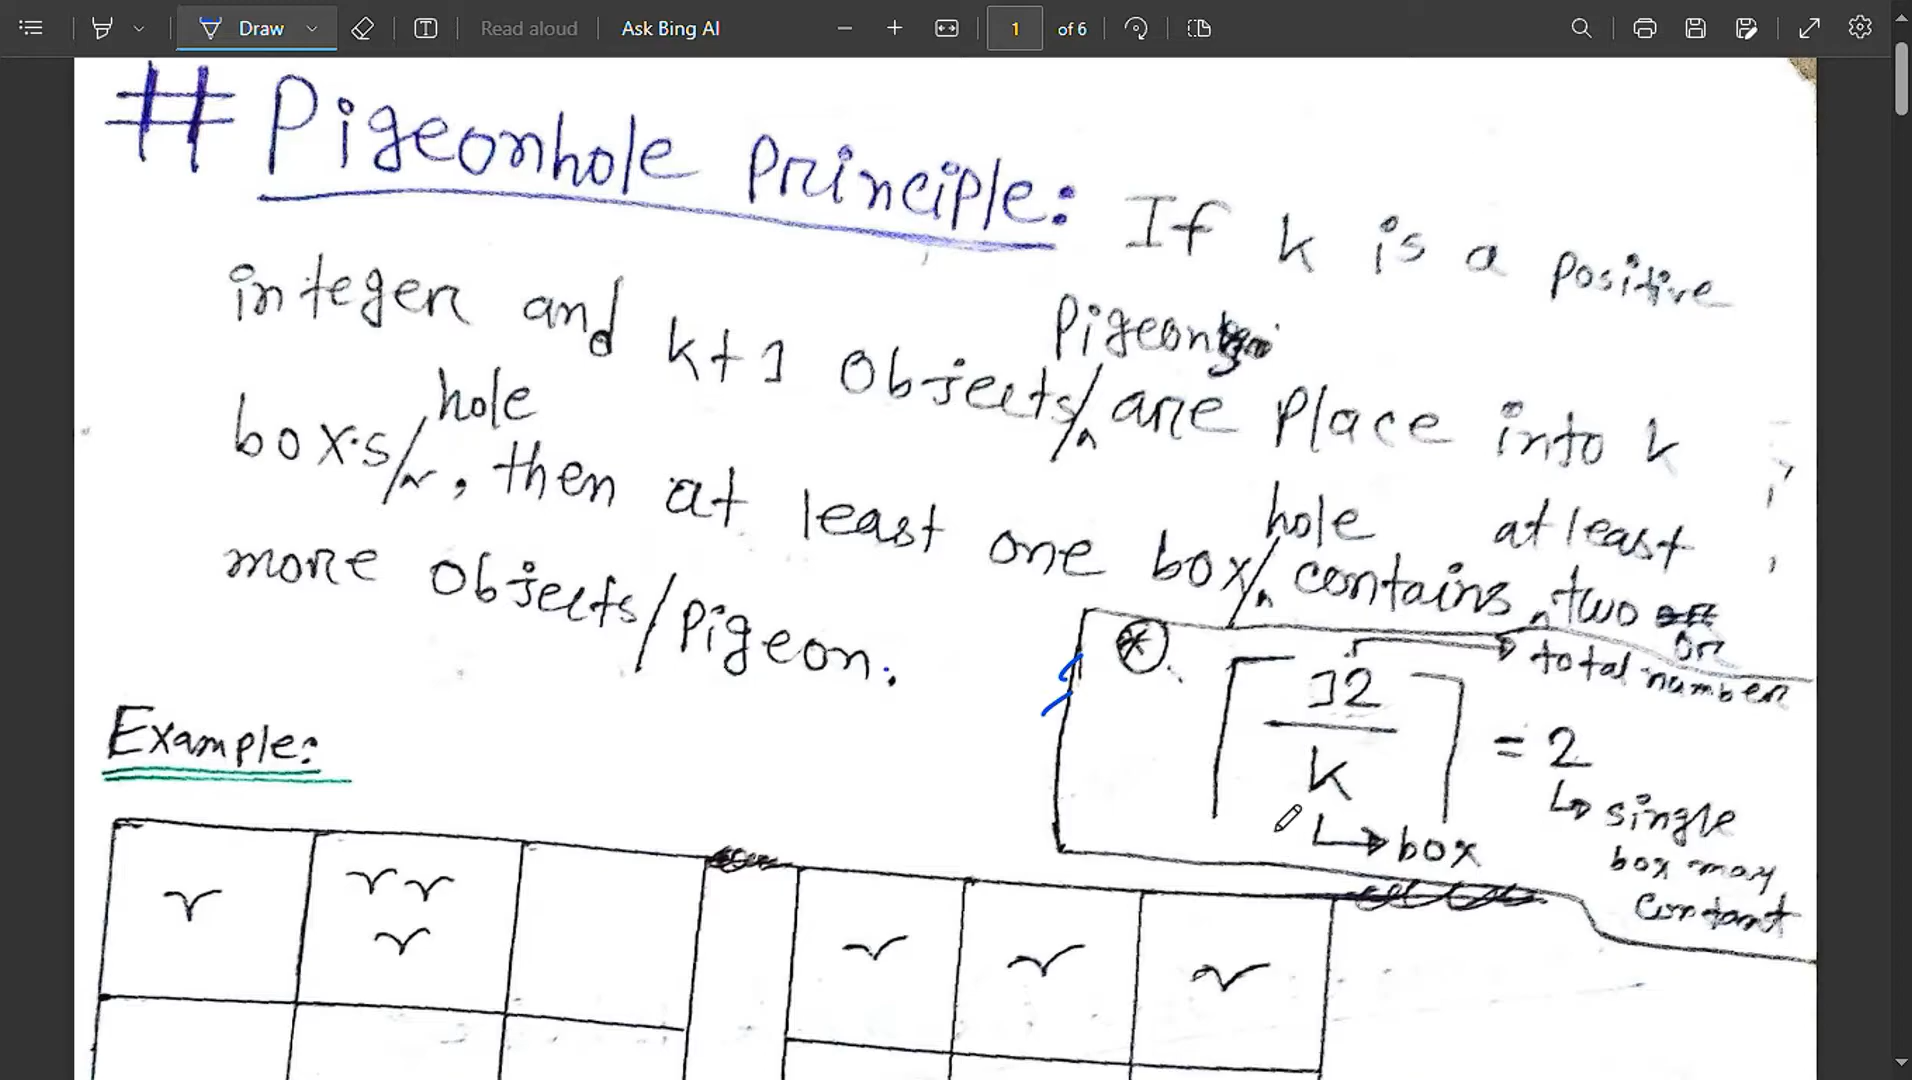 Draw
Read aloud
Ask Bing AI
1 of 6
# Pigeonhole Principle: If k is a positive
integer and k+1 objects/pigeons are place into k
boxs/hole, then at least one box/hole contains at least two or
more objects/pigeon.
⊛ ⌈12/k⌉ = 2
total number
box
single
box may
Example: